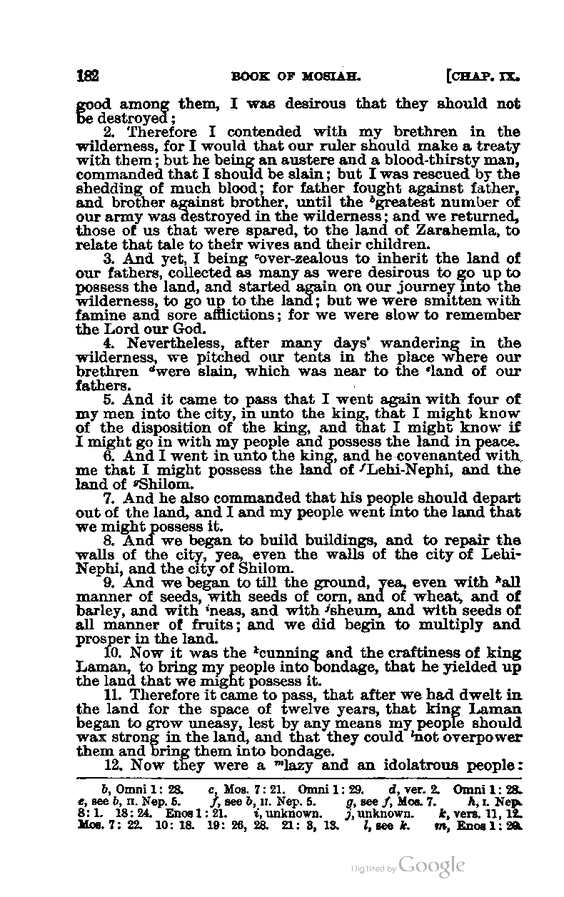 182 BOOK OF MOSIAH. [CHAP. IX.
good among them, I was desirous that they should not
be destroyed;
2. Therefore I contended with my brethren in the
wilderness, for I would that our ruler should make a treaty
with them; but he being an austere and a blood-thirsty man,
commanded that I should be slain; but I was rescued by the
shedding of much blood; for father fought against father,
and brother against brother, until the ᵇgreatest number of
our army was destroyed in the wilderness; and we returned,
those of us that were spared, to the land of Zarahemla, to
relate that tale to their wives and their children.
3. And yet, I being ᶜover-zealous to inherit the land of
our fathers, collected as many as were desirous to go up to
possess the land, and started again on our journey into the
wilderness, to go up to the land; but we were smitten with
famine and sore afflictions; for we were slow to remember
the Lord our God.
4. Nevertheless, after many days' wandering in the
wilderness, we pitched our tents in the place where our
brethren ᵈwere slain, which was near to the ᵉland of our
fathers.
5. And it came to pass that I went again with four of
my men into the city, in unto the king, that I might know
of the disposition of the king, and that I might know if
I might go in with my people and possess the land in peace.
6. And I went in unto the king, and he covenanted with
me that I might possess the land of ᶠLehi-Nephi, and the
land of ᵍShilom.
7. And he also commanded that his people should depart
out of the land, and I and my people went into the land that
we might possess it.
8. And we began to build buildings, and to repair the
walls of the city, yea, even the walls of the city of Lehi-
Nephi, and the city of Shilom.
9. And we began to till the ground, yea, even with ʰall
manner of seeds, with seeds of corn, and of wheat, and of
barley, and with ⁱneas, and with ʲsheum, and with seeds of
all manner of fruits; and we did begin to multiply and
prosper in the land.
10. Now it was the ᵏcunning and the craftiness of king
Laman, to bring my people into bondage, that he yielded up
the land that we might possess it.
11. Therefore it came to pass, that after we had dwelt in
the land for the space of twelve years, that king Laman
began to grow uneasy, lest by any means my people should
wax strong in the land, and that they could ˡnot overpower
them and bring them into bondage.
12. Now they were a ᵐlazy and an idolatrous people:
b, Omni 1: 28. c, Mos. 7: 21. Omni 1: 29. d, ver. 2. Omni 1: 28.
e, see b, II. Nep. 5. f, see b, II. Nep. 5. g, see f, Mos. 7. h, I. Nep.
8: 1. 18: 24. Enos 1: 21. i, unknown. j, unknown. k, vers. 11, 12.
Mos. 7: 22. 10: 18. 19: 26, 28. 21: 3, 13. l, see k. m, Enos 1: 20.
Digitized by Google